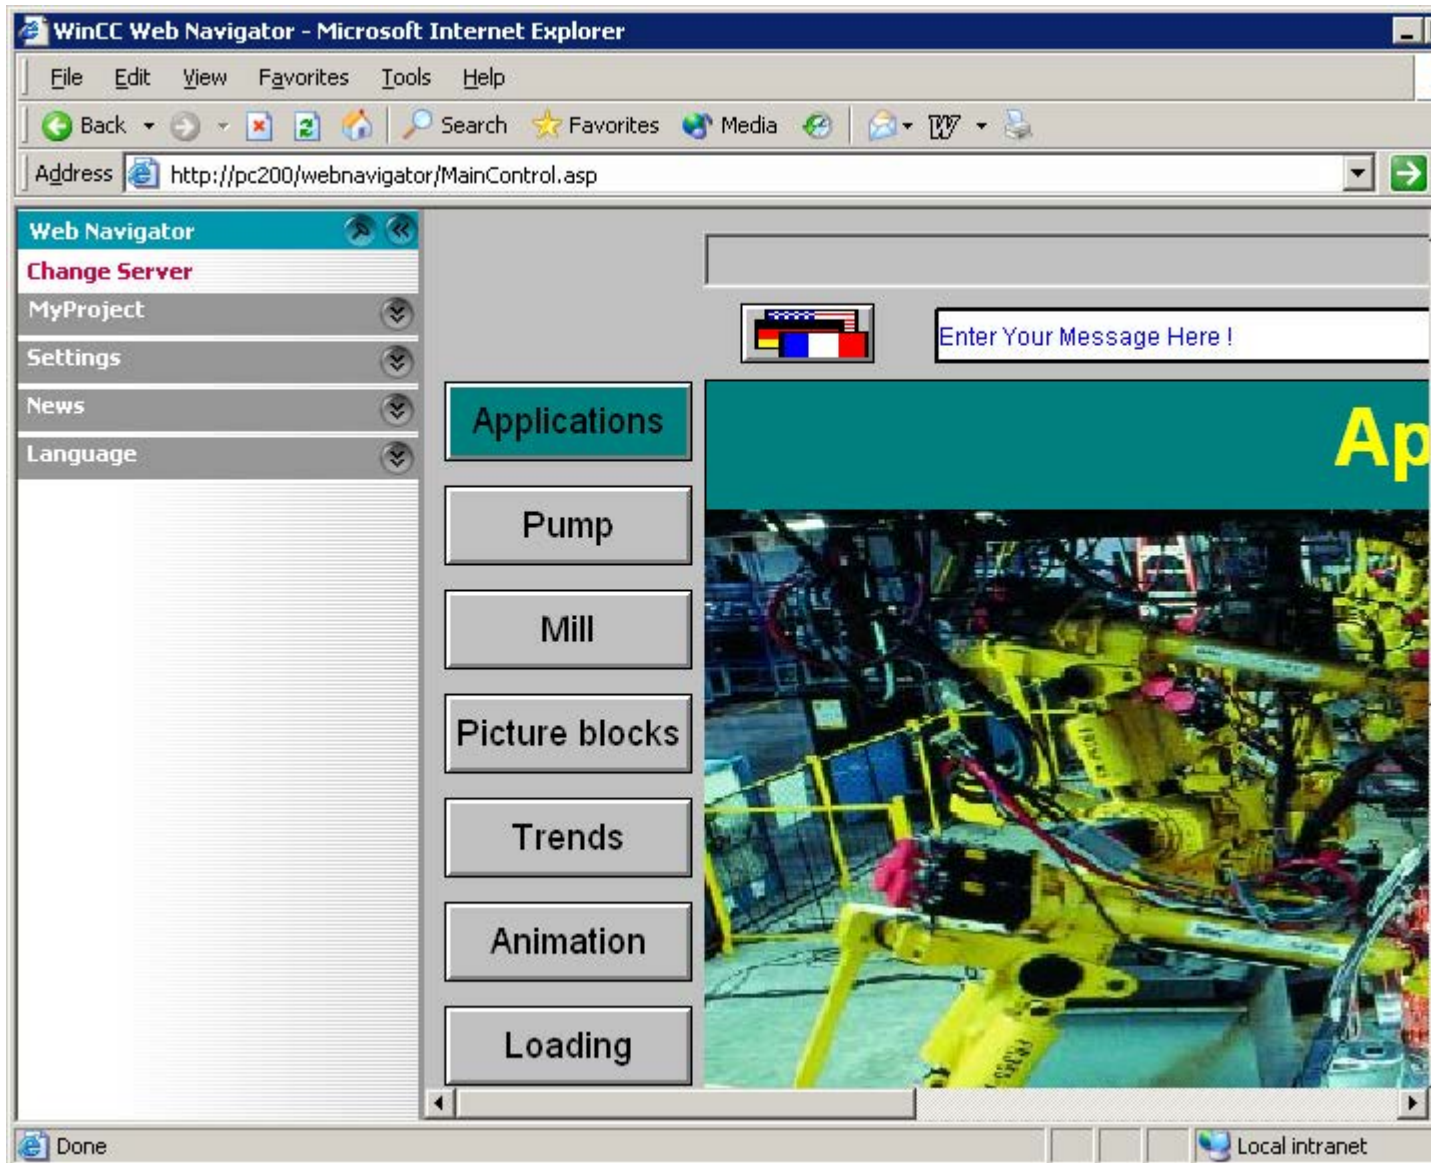 WinCC Web Navigator - Microsoft Internet Explorer
File Edit View Favorites Tools Help
Back Search Favorites Media
Address http://pc200/webnavigator/MainControl.asp
Web Navigator
Change Server
MyProject
Settings
News
Language
Enter Your Message Here !
Applications
Ap
Pump
Mill
Picture blocks
Trends
Animation
Loading
Done
Local intranet